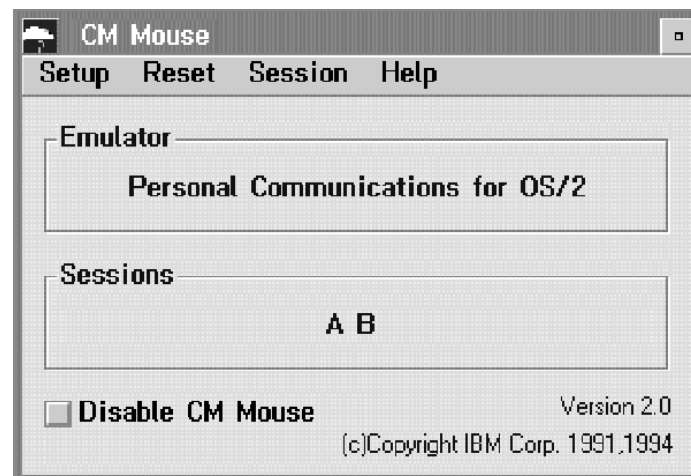 CM Mouse
Setup Reset Session Help
Emulator
Personal Communications for OS/2
Sessions
A B
Disable CM Mouse
Version 2.0
(c)Copyright IBM Corp. 1991,1994